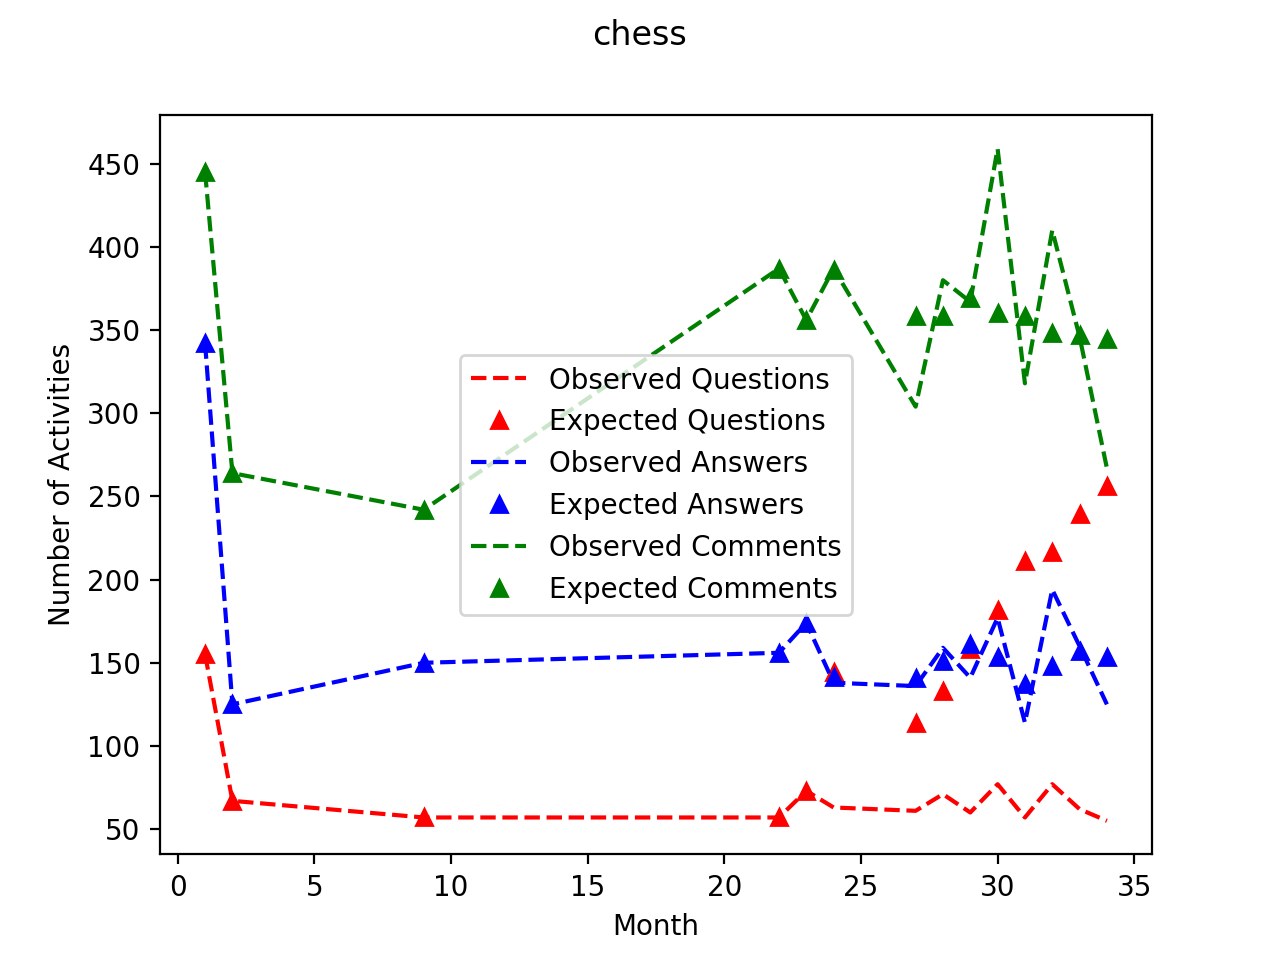 chess
450
400
350
300
250
200
150
100
50
Number of Activities
Observed Questions
Expected Questions
Observed Answers
Expected Answers
Observed Comments
Expected Comments
0 5 10 15 20 25 30 35
Month